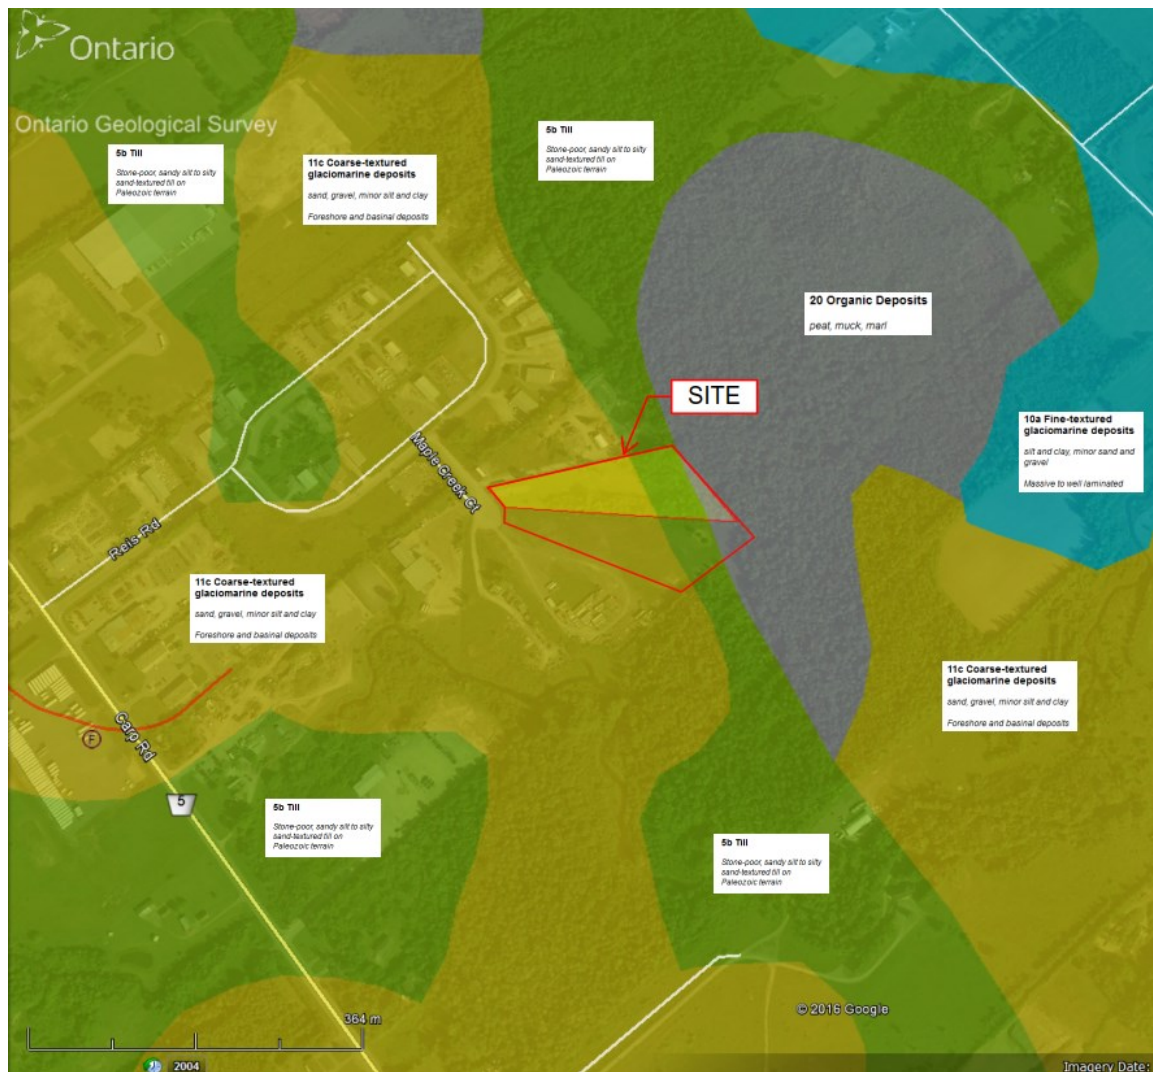 Ontario
Ontario Geological Survey
5b Till
Stone-poor, sandy silt to silty
sand-textured till on
Paleozoic terrain
11c Coarse-textured
glaciomarine deposits
sand, gravel, minor silt and clay
Foreshore and basinal deposits
5b Till
Stone-poor, sandy silt to silty
sand-textured till on
Paleozoic terrain
20 Organic Deposits
peat, muck, marl
SITE
10a Fine-textured
glaciomarine deposits
silt and clay, minor sand and
gravel
Massive to well laminated
Maple Creek Ct
Reis Rd
11c Coarse-textured
glaciomarine deposits
sand, gravel, minor silt and clay
Foreshore and basinal deposits
11c Coarse-textured
glaciomarine deposits
sand, gravel, minor silt and clay
Foreshore and basinal deposits
Carp Rd
F
5
5b Till
Stone-poor, sandy silt to silty
sand-textured till on
Paleozoic terrain
5b Till
Stone-poor, sandy silt to silty
sand-textured till on
Paleozoic terrain
© 2016 Google
364 m
2004
Imagery Date: